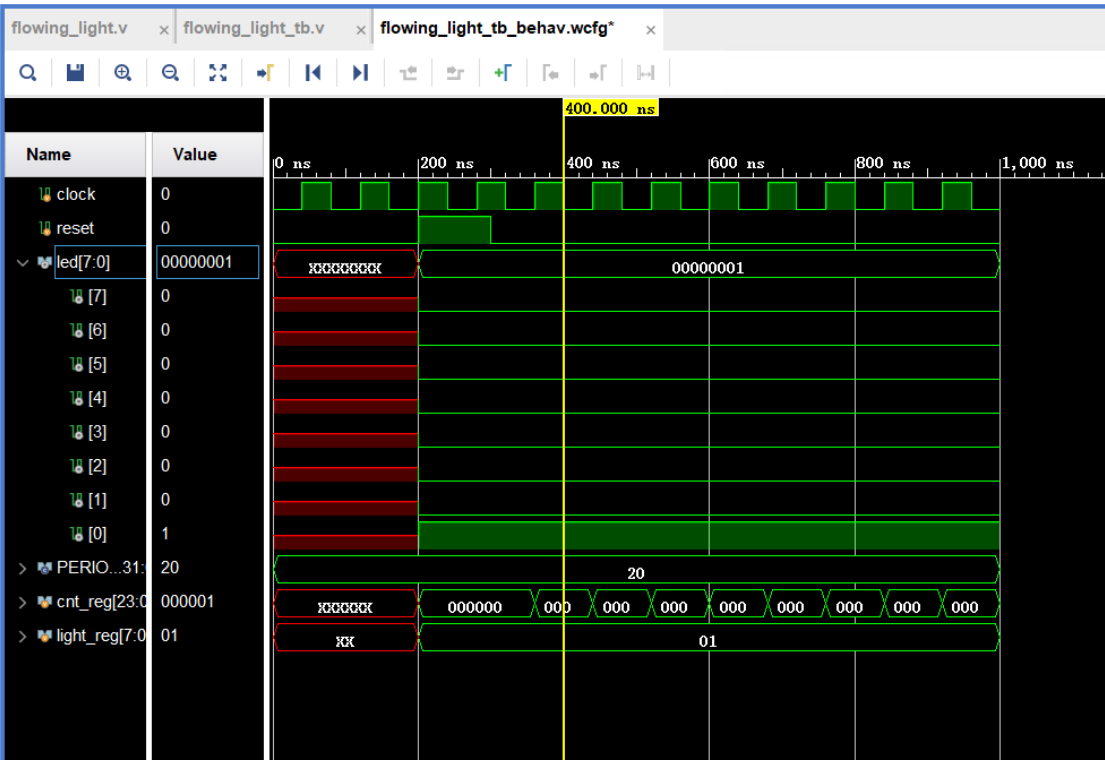 flowing_light.v × flowing_light_tb.v × flowing_light_tb_behav.wcfg* ×
400.000 ns
Name Value 0 ns 200 ns 400 ns 600 ns 800 ns 1,000 ns
clock 0
reset 0
led[7:0] 00000001 XXXXXXXX 00000001
[7] 0
[6] 0
[5] 0
[4] 0
[3] 0
[2] 0
[1] 0
[0] 1
PERIO...31: 20 20
cnt_reg[23:0 000001 XXXXXX 000000 000 000 000 000 000 000 000 000
light_reg[7:0 01 XX 01